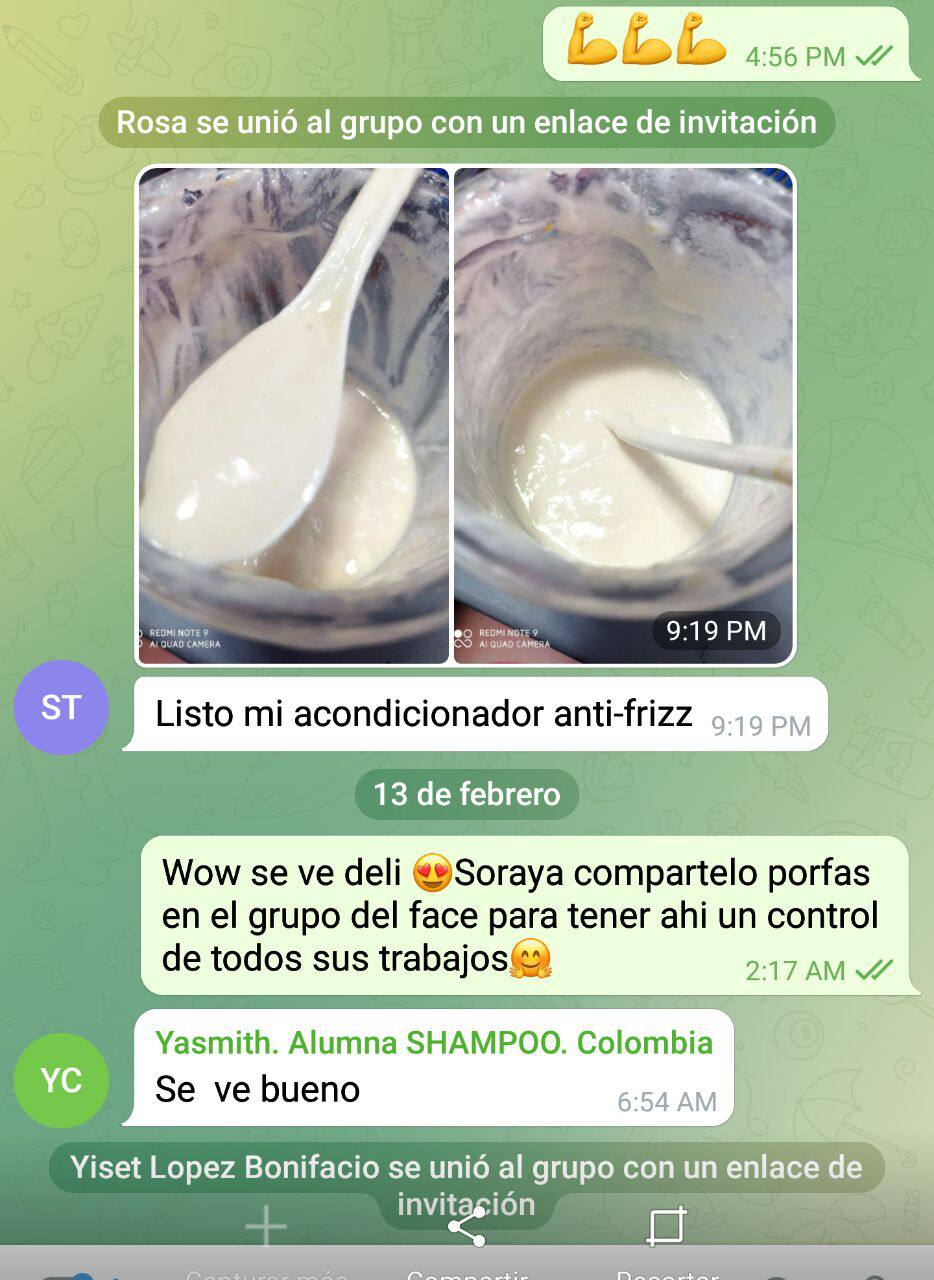 💪💪💪 4:56 PM
Rosa se unió al grupo con un enlace de invitación
REDMI NOTE 9
AI QUAD CAMERA
REDMI NOTE 9
AI QUAD CAMERA
9:19 PM
ST
Listo mi acondicionador anti-frizz 9:19 PM
13 de febrero
Wow se ve deli 😍Soraya compartelo porfas
en el grupo del face para tener ahi un control
de todos sus trabajos🤗
2:17 AM
Yasmith. Alumna SHAMPOO. Colombia
YC
Se ve bueno 6:54 AM
Yiset Lopez Bonifacio se unió al grupo con un enlace de
invitación
Capturar más Compartir Recortar